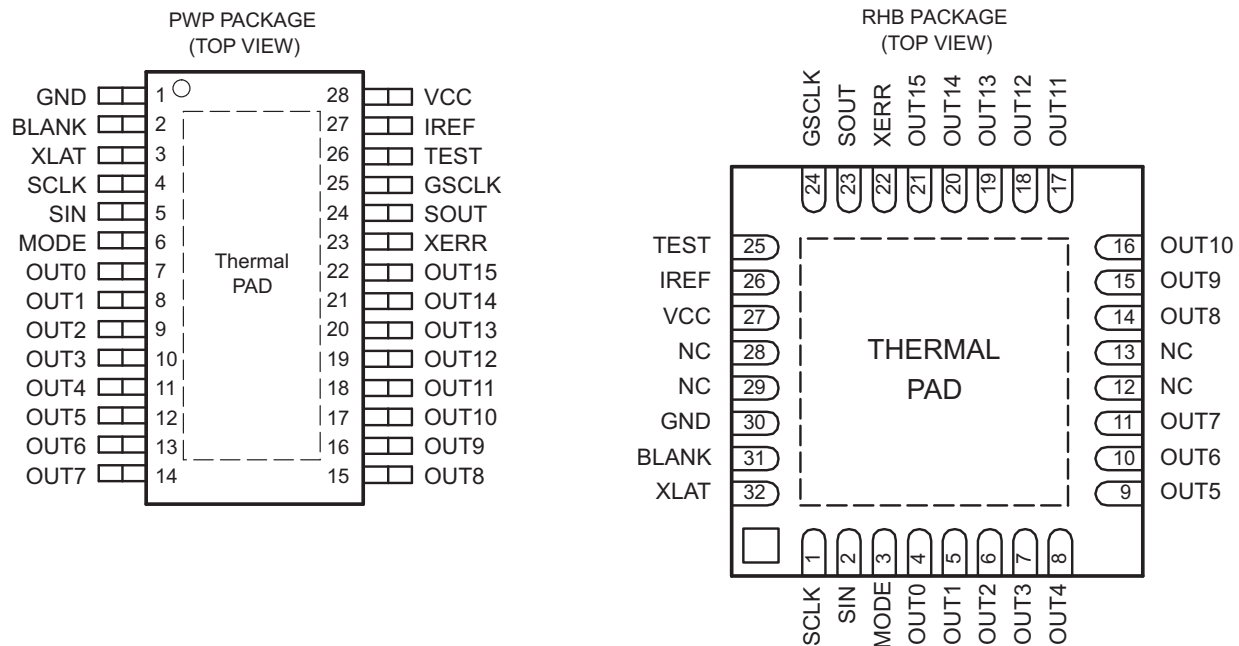 PWP PACKAGE
(TOP VIEW)
GND 1 28 VCC
BLANK 2 27 IREF
XLAT 3 26 TEST
SCLK 4 25 GSCLK
SIN 5 24 SOUT
MODE 6 23 XERR
OUT0 7 22 OUT15
OUT1 8 21 OUT14
OUT2 9 20 OUT13
OUT3 10 19 OUT12
OUT4 11 18 OUT11
OUT5 12 17 OUT10
OUT6 13 16 OUT9
OUT7 14 15 OUT8
Thermal
PAD
RHB PACKAGE
(TOP VIEW)
GSCLK SOUT XERR OUT15 OUT14 OUT13 OUT12 OUT11
24 23 22 21 20 19 18 17
TEST 25 16 OUT10
IREF 26 15 OUT9
VCC 27 14 OUT8
NC 28 13 NC
NC 29 12 NC
GND 30 11 OUT7
BLANK 31 10 OUT6
XLAT 32 9 OUT5
THERMAL
PAD
1 2 3 4 5 6 7 8
SCLK SIN MODE OUT0 OUT1 OUT2 OUT3 OUT4